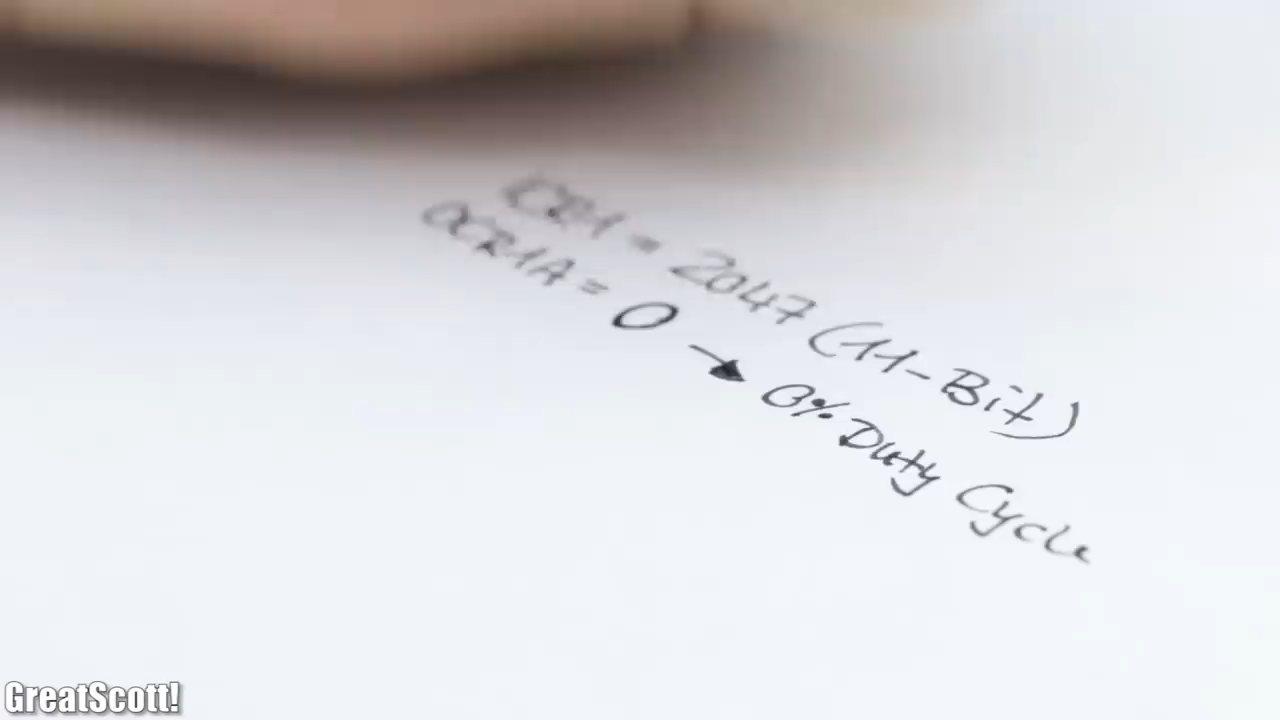 ICR1 = 2047 (11-Bit)
OCR1A = 0 → 0% Duty Cycle
GreatScott!